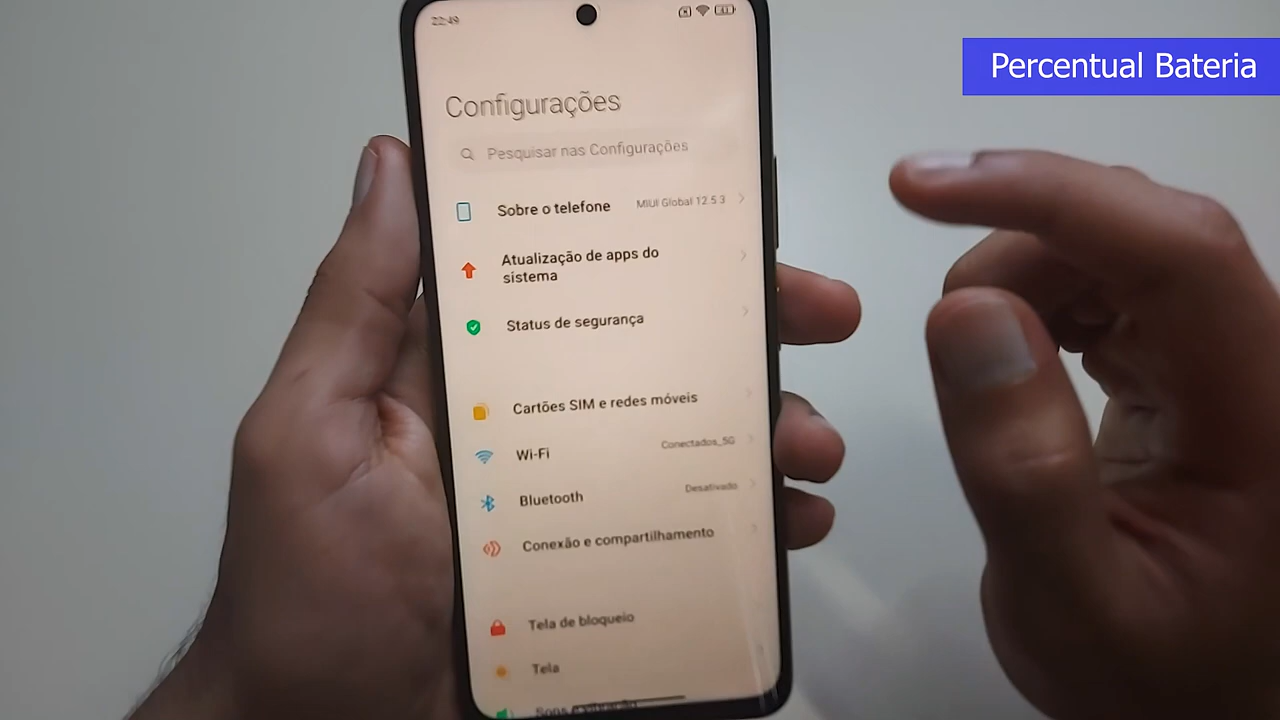 22:49
Percentual Bateria
Configurações
Pesquisar nas Configurações
Sobre o telefone
MIUI Global 12.5.3
Atualização de apps do
sistema
Status de segurança
Cartões SIM e redes móveis
Wi-Fi
Conectados_5G
Bluetooth
Desativado
Conexão e compartilhamento
Tela de bloqueio
Tela